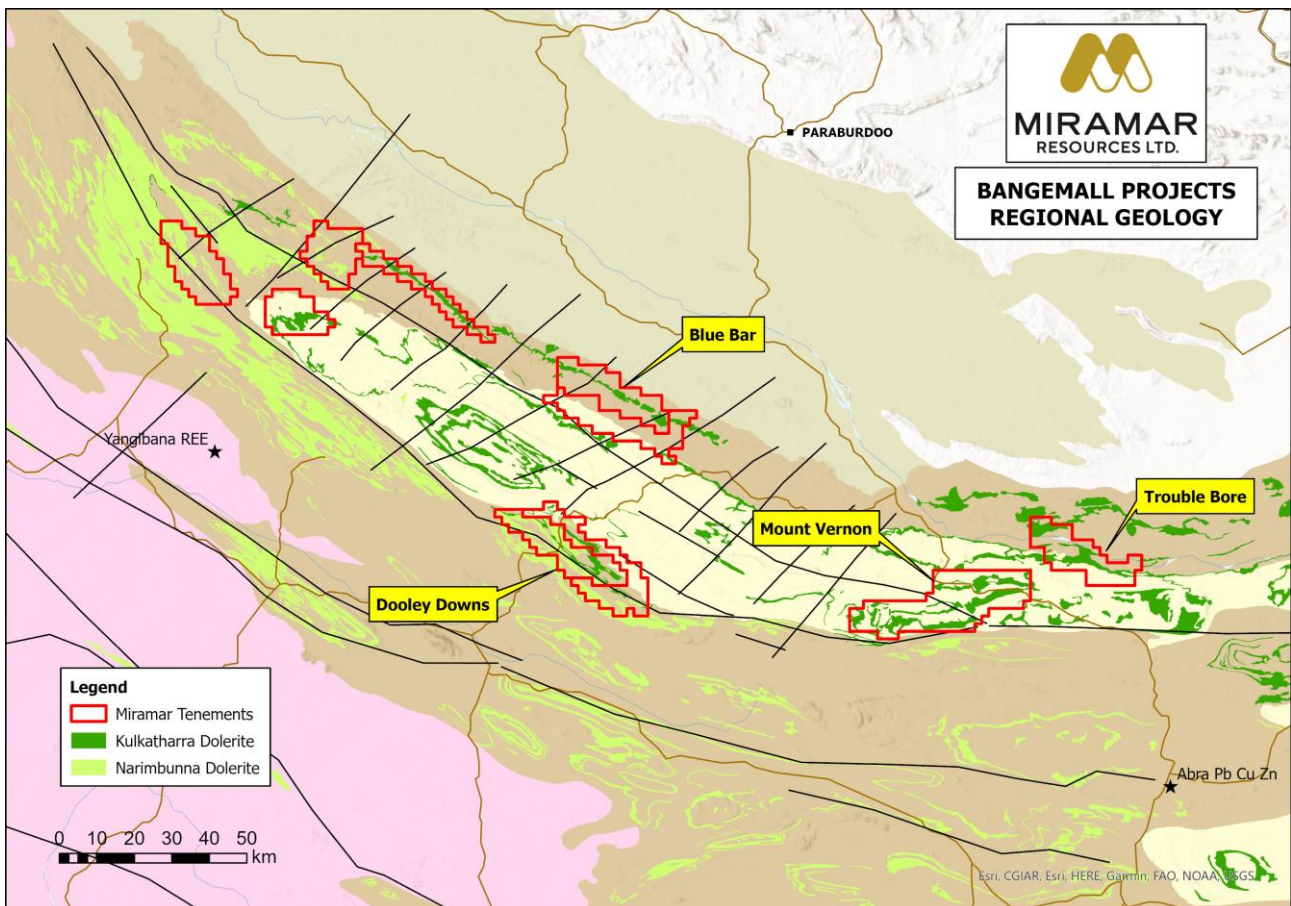 MIRAMAR
RESOURCES LTD.
BANGEMALL PROJECTS
REGIONAL GEOLOGY
PARABURDOO
Blue Bar
Yangibana REE
Trouble Bore
Mount Vernon
Dooley Downs
Legend
Miramar Tenements
Kulkatharra Dolerite
Narimbunna Dolerite
Abra Pb Cu Zn
0 10 20 30 40 50
km
Esri, CGIAR, Esri, HERE, Garmin, FAO, NOAA, USGS